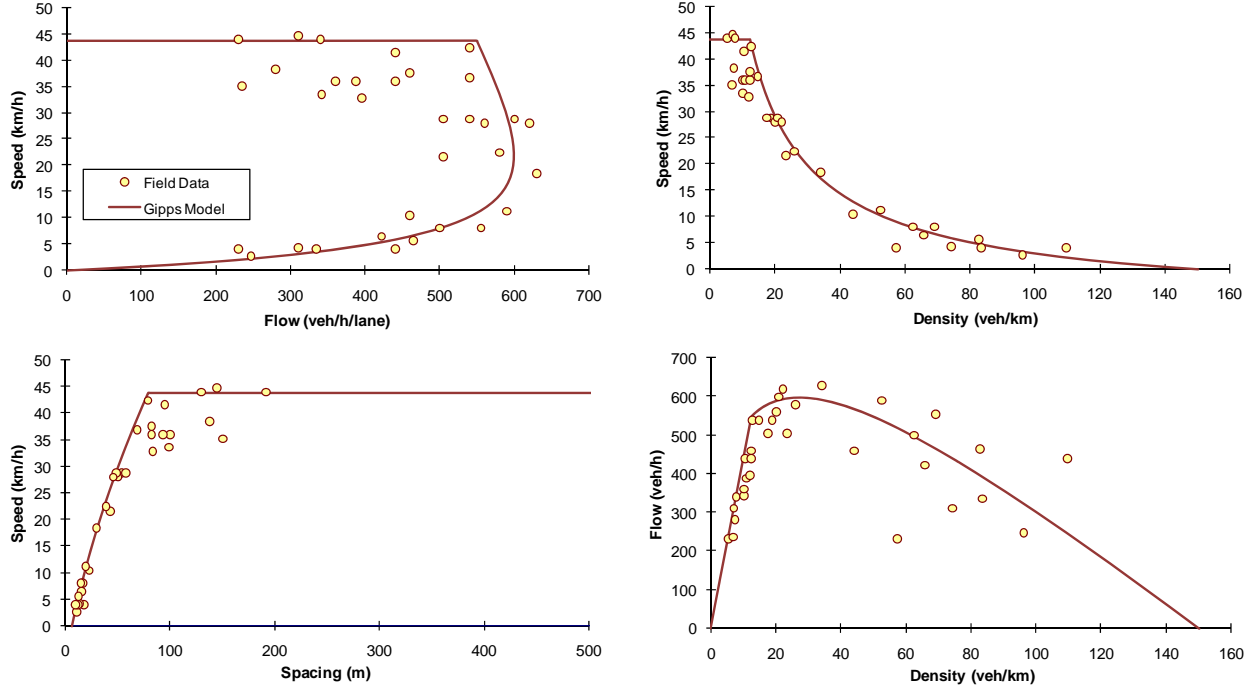 50
45
40
35
30
25
20
15
10
5
0
Speed (km/h)
Field Data
Gipps Model
0 100 200 300 400 500 600 700
Flow (veh/h/lane)
50
45
40
35
30
25
20
15
10
5
0
Speed (km/h)
0 20 40 60 80 100 120 140 160
Density (veh/km)
50
45
40
35
30
25
20
15
10
5
0
Speed (km/h)
0 100 200 300 400 500
Spacing (m)
700
600
500
400
300
200
100
0
Flow (veh/h)
0 20 40 60 80 100 120 140 160
Density (veh/km)